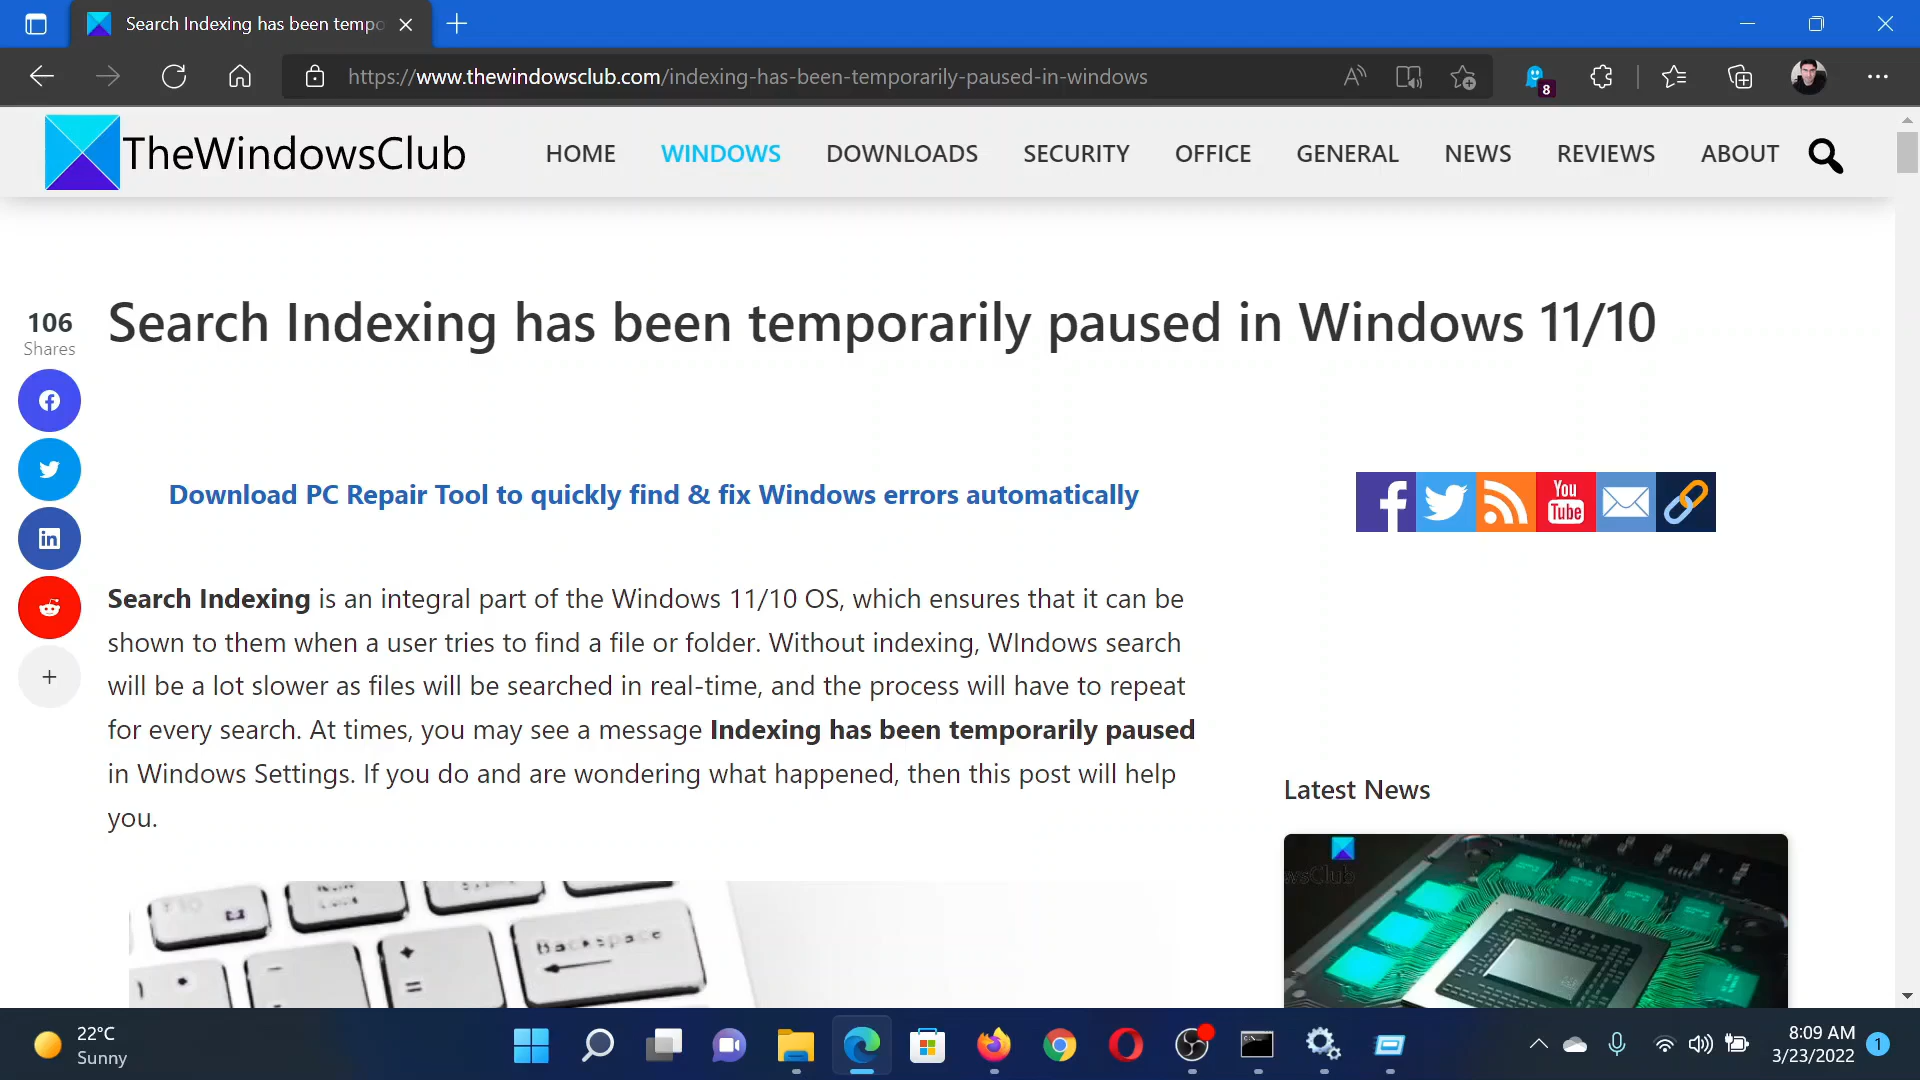 Search Indexing has been tempo
https://www.thewindowsclub.com/indexing-has-been-temporarily-paused-in-windows
8
TheWindowsClub
HOME
WINDOWS
DOWNLOADS
SECURITY
OFFICE
GENERAL
NEWS
REVIEWS
ABOUT
106
Shares
Search Indexing has been temporarily paused in Windows 11/10
Download PC Repair Tool to quickly find & fix Windows errors automatically
You
Tube
Search Indexing is an integral part of the Windows 11/10 OS, which ensures that it can be
shown to them when a user tries to find a file or folder. Without indexing, WIndows search
will be a lot slower as files will be searched in real-time, and the process will have to repeat
for every search. At times, you may see a message Indexing has been temporarily paused
in Windows Settings. If you do and are wondering what happened, then this post will help
you.
Latest News
wsClub
Backspace
22°C
Sunny
8:09 AM
3/23/2022
1